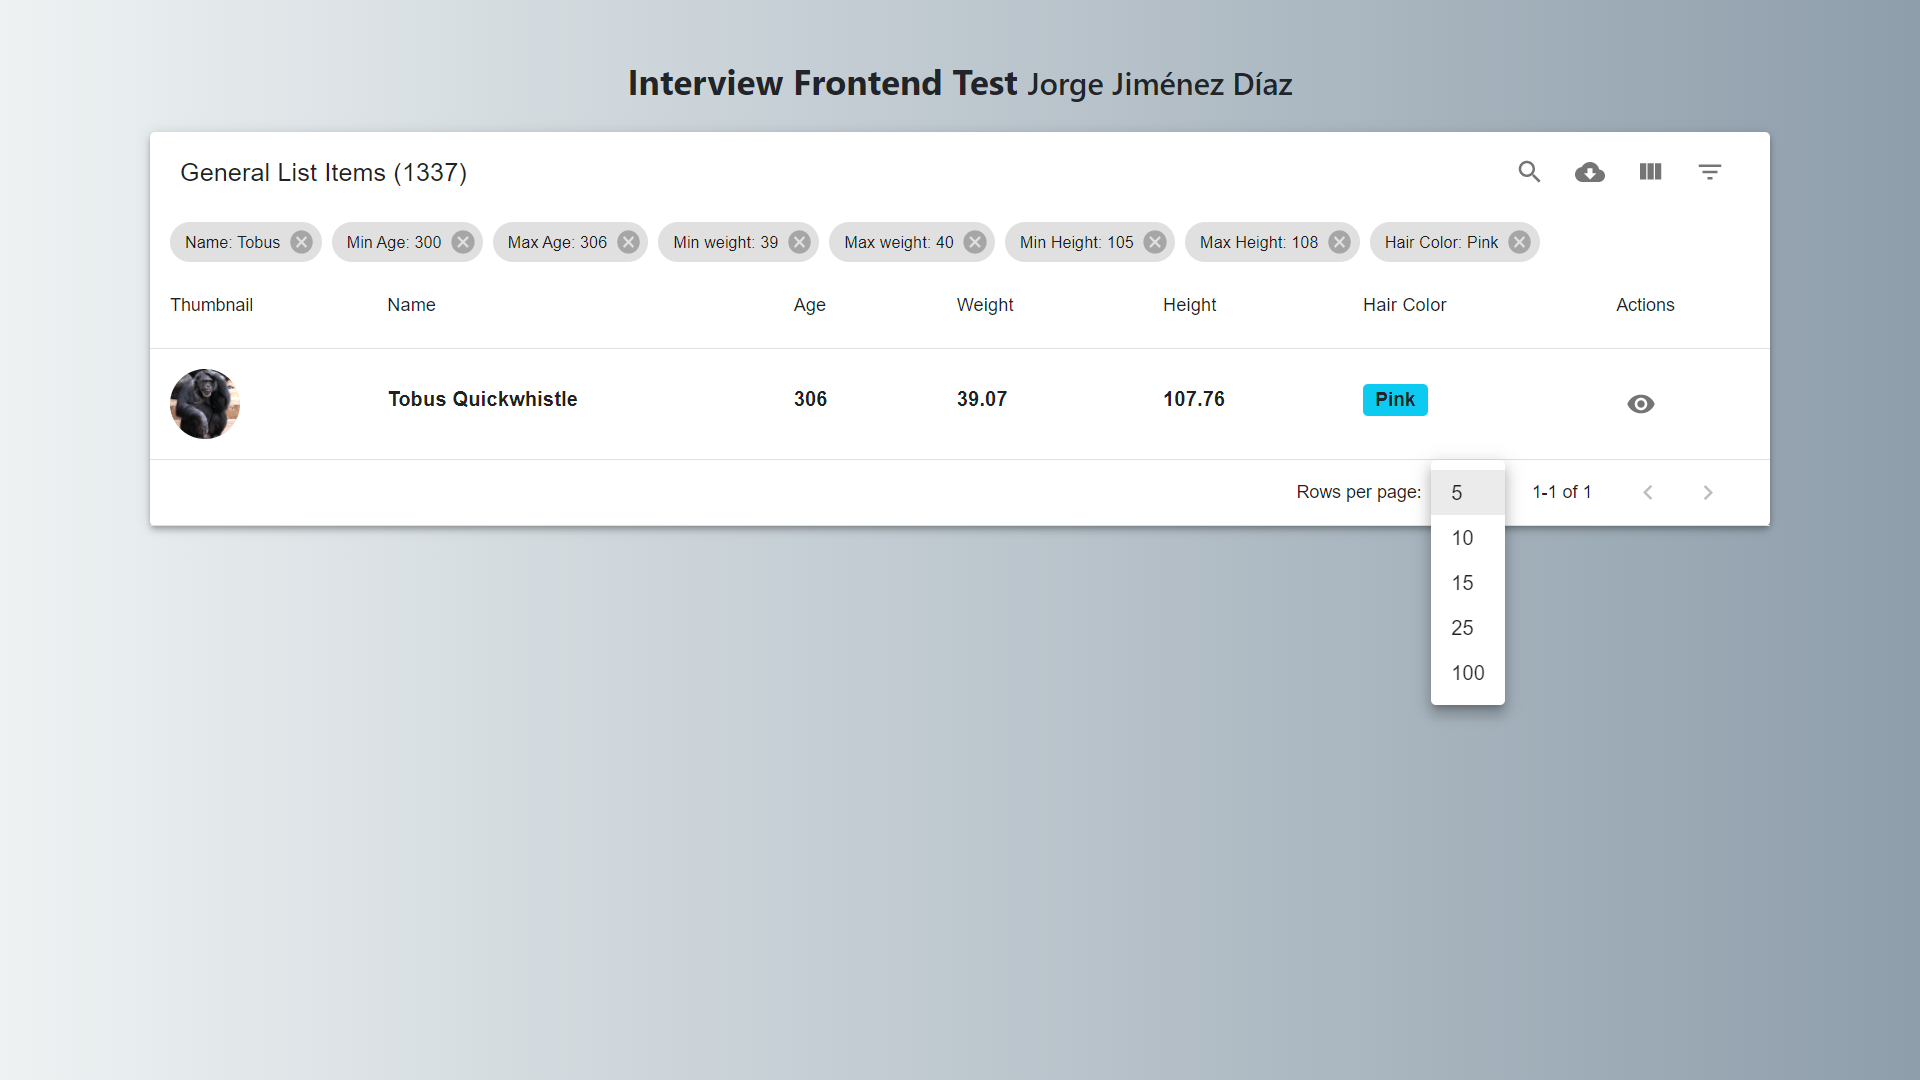 Interview Frontend Test Jorge Jiménez Díaz
General List Items (1337)
Name: Tobus Min Age: 300 Max Age: 306 Min weight: 39 Max weight: 40 Min Height: 105 Max Height: 108 Hair Color: Pink
Thumbnail Name Age Weight Height Hair Color Actions
Tobus Quickwhistle 306 39.07 107.76 Pink
Rows per page: 5 1-1 of 1
10
15
25
100